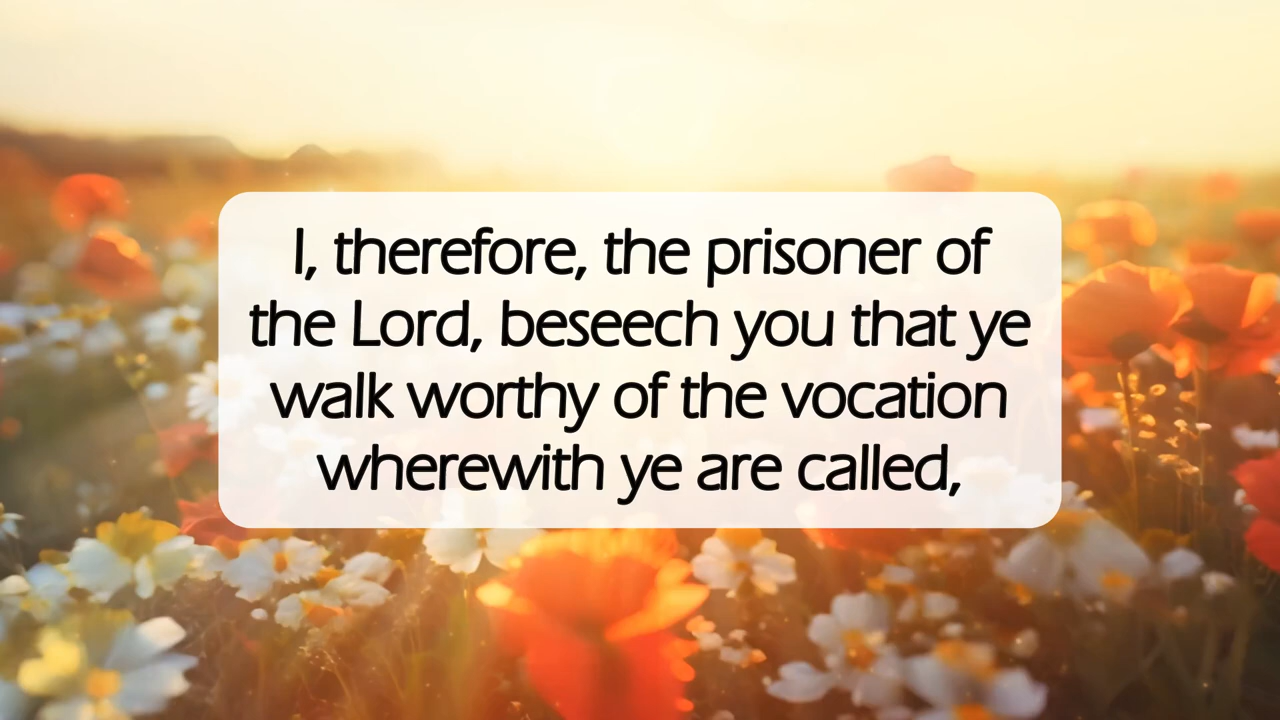 I, therefore, the prisoner of
the Lord, beseech you that ye
walk worthy of the vocation
wherewith ye are called,